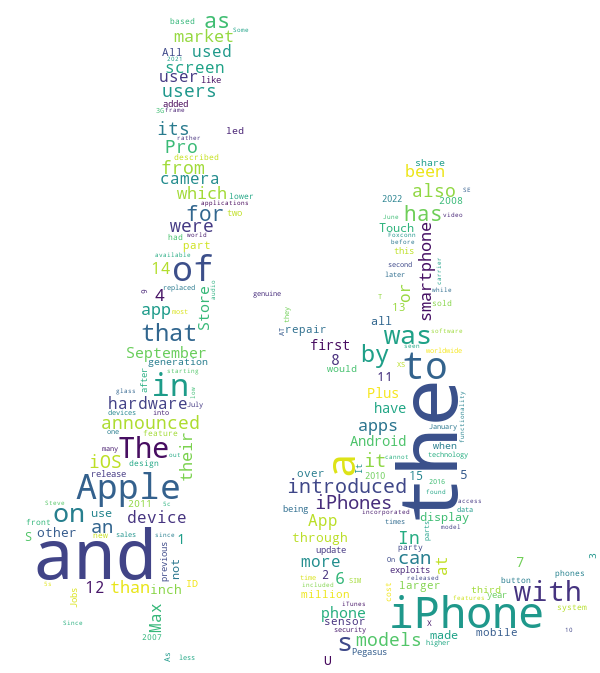 based as Some
market
All used
2021 screen
user like
users
added
3G frame
its led
rather
Pro
described share
from been
camera
which lower also SE
applications 2022 2008
for two has
June video
were Touch
had world Foxconn
part before
this
available second carrier
14 of later
replaced genuine smartphone while
9 4 audio T or
app most they 13 sold
Store all
that AT repair was software
first seen
September by worldwide
generation 8 would to
after in starting xs
glass low 11
hardware July Plus the functionality
devices into have
announced apps January
one feature their Android when
many The out a it technology
iOS design It cannot
release over 2010 15 5
Apple introduced 2016
Steve 2011 Sc being iPhones found access
on use device incorporated display data
front an new App times parts model
S other sales since 1 through In party
and previous not update On can at 3
more exploits 7
in 12 than inch ID 2 6 SIM released phones
Jobs time cost larger third button with
million included year
Max phone iTunes iPhone features system
Since sensor X
2007 security mobile 10
s models made
higher
As less U Pegasus